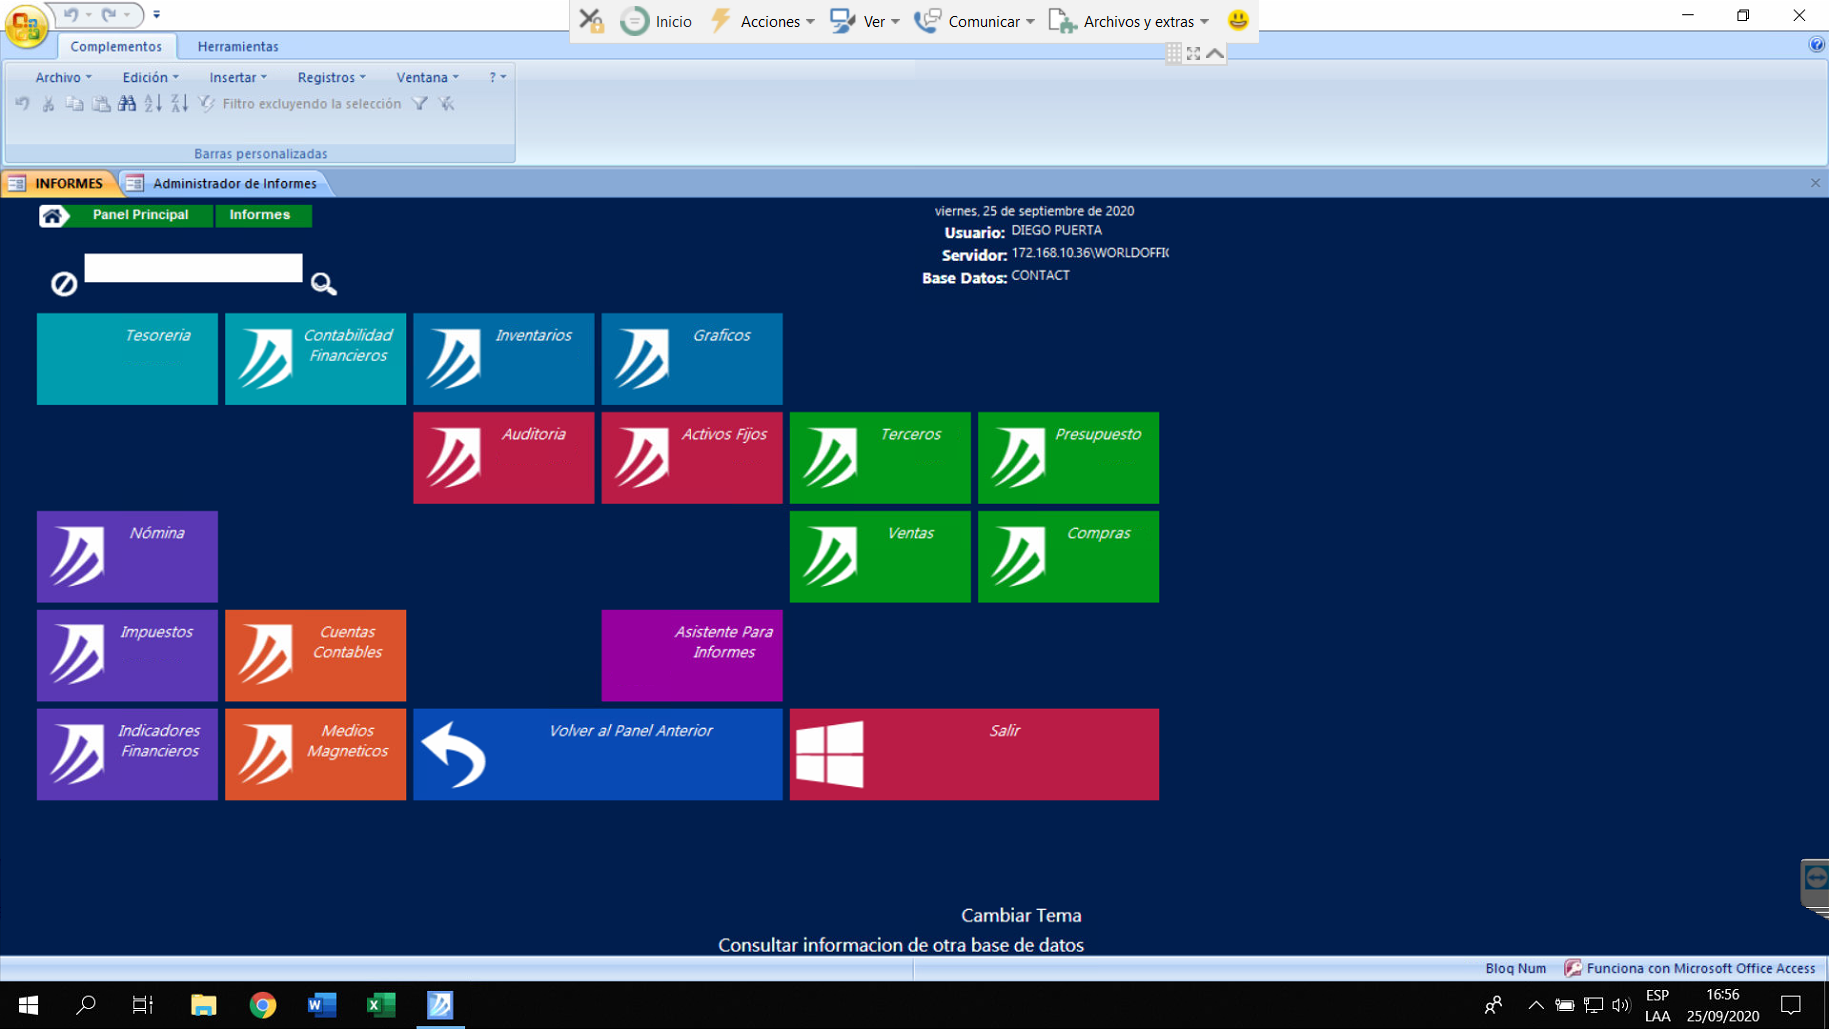 Inicio
Acciones
Ver
Comunicar
Archivos y extras
Complementos
Herramientas
Archivo
Edición
Insertar
Registros
Ventana
?
Filtro excluyendo la selección
Barras personalizadas
INFORMES
Administrador de Informes
Panel Principal
Informes
viernes, 25 de septiembre de 2020
Usuario: DIEGO PUERTA
Servidor: 172.168.10.36\WORLDOFFIC
Base Datos: CONTACT
Tesoreria
Contabilidad
Financieros
Inventarios
Graficos
Auditoria
Activos Fijos
Terceros
Presupuesto
Nómina
Ventas
Compras
Impuestos
Cuentas
Contables
Asistente Para
Informes
Indicadores
Financieros
Medios
Magneticos
Volver al Panel Anterior
Salir
Cambiar Tema
Consultar informacion de otra base de datos
Bloq Num
Funciona con Microsoft Office Access
ESP
LAA
16:56
25/09/2020